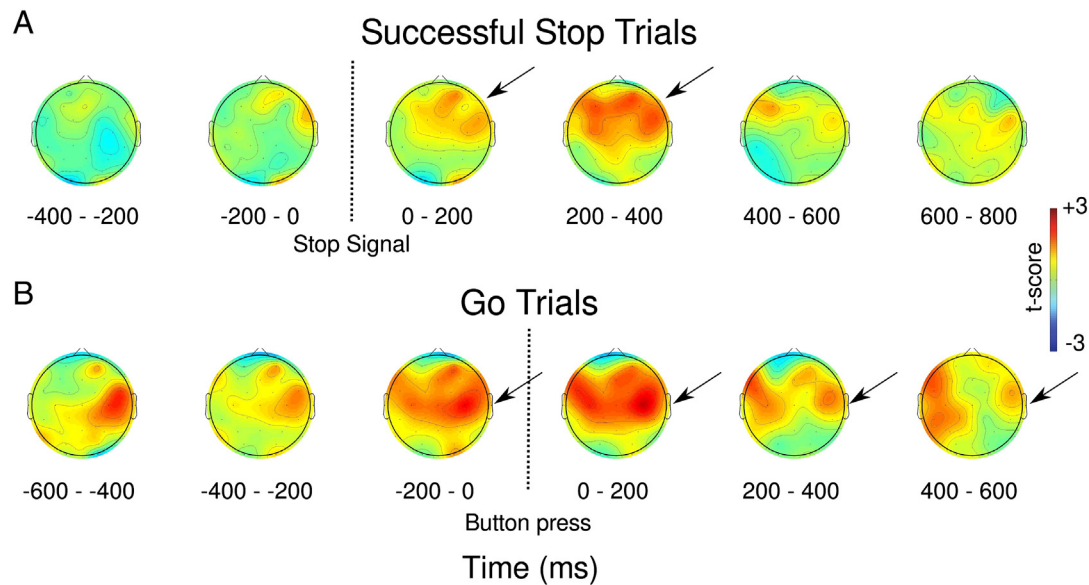 A
Successful Stop Trials
-400 - -200
-200 - 0
0 - 200
200 - 400
400 - 600
600 - 800
Stop Signal
+3
t-score
-3
B
Go Trials
-600 - -400
-400 - -200
-200 - 0
0 - 200
200 - 400
400 - 600
Button press
Time (ms)